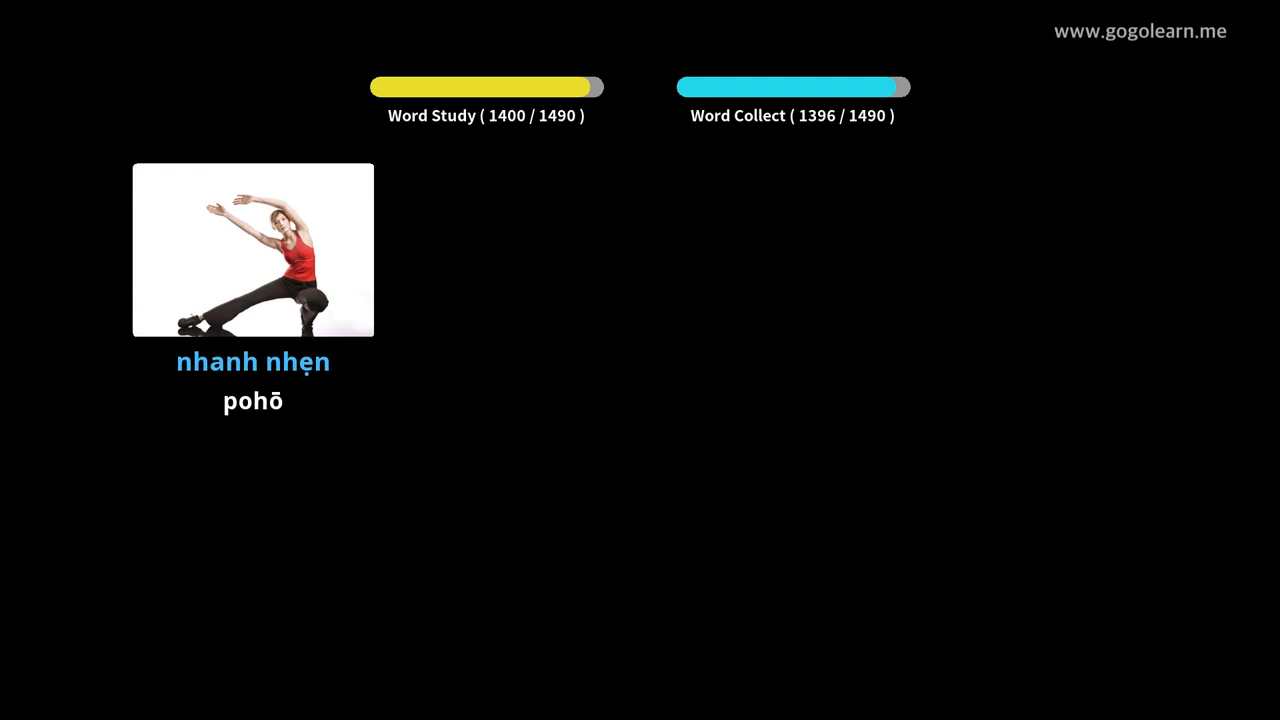 www.gogolearn.me
Word Study ( 1400 / 1490 )
Word Collect ( 1396 / 1490 )
nhanh nhẹn
pohō